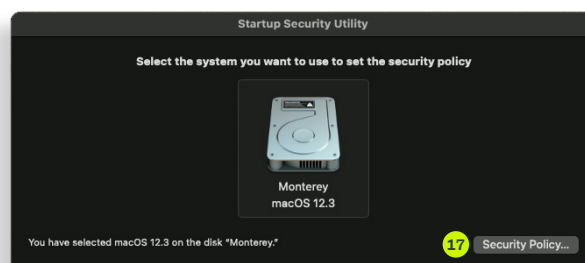 Startup Security Utility
Select the system you want to use to set the security policy
Monterey
macOS 12.3
You have selected macOS 12.3 on the disk "Monterey."
17 Security Policy...